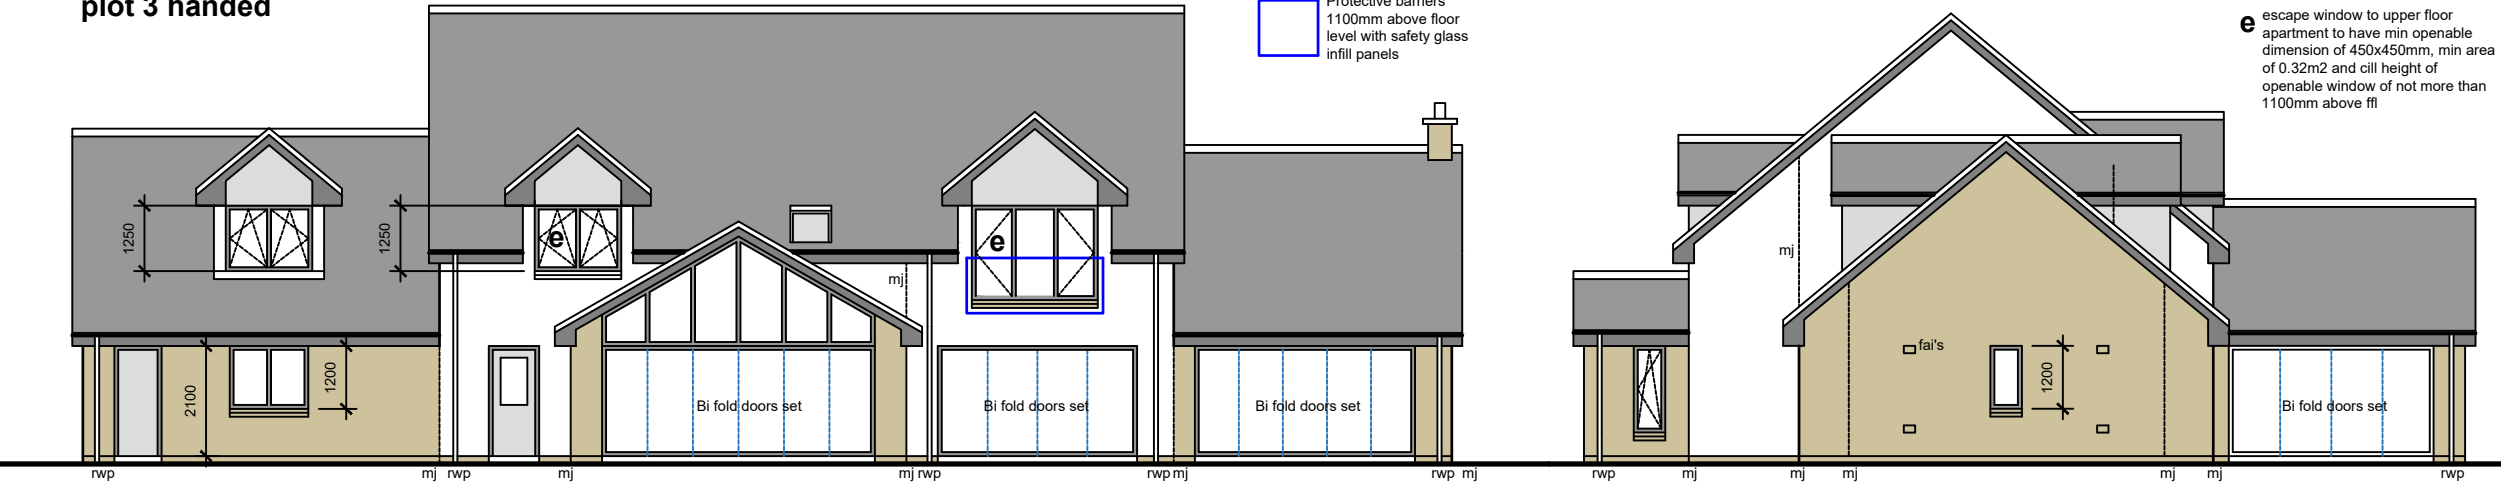 plot 3 handed
Protective barriers
1100mm above floor
level with safety glass
infill panels
e
escape window to upper floor
apartment to have min openable
dimension of 450x450mm, min area
of 0.32m2 and cill height of
openable window of not more than
1100mm above ffl
1250
1250
e
e
mj
mj
2100
1200
fai's
1200
Bi fold doors set
Bi fold doors set
Bi fold doors set
Bi fold doors set
rwp
mj
rwp
mj
mj
rwp
rwp
mj
rwp
mj
rwp
mj
mj
mj
mj
mj
rwp